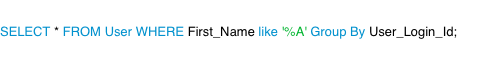 SELECT * FROM User WHERE First_Name like '%A' Group By User_Login_Id;